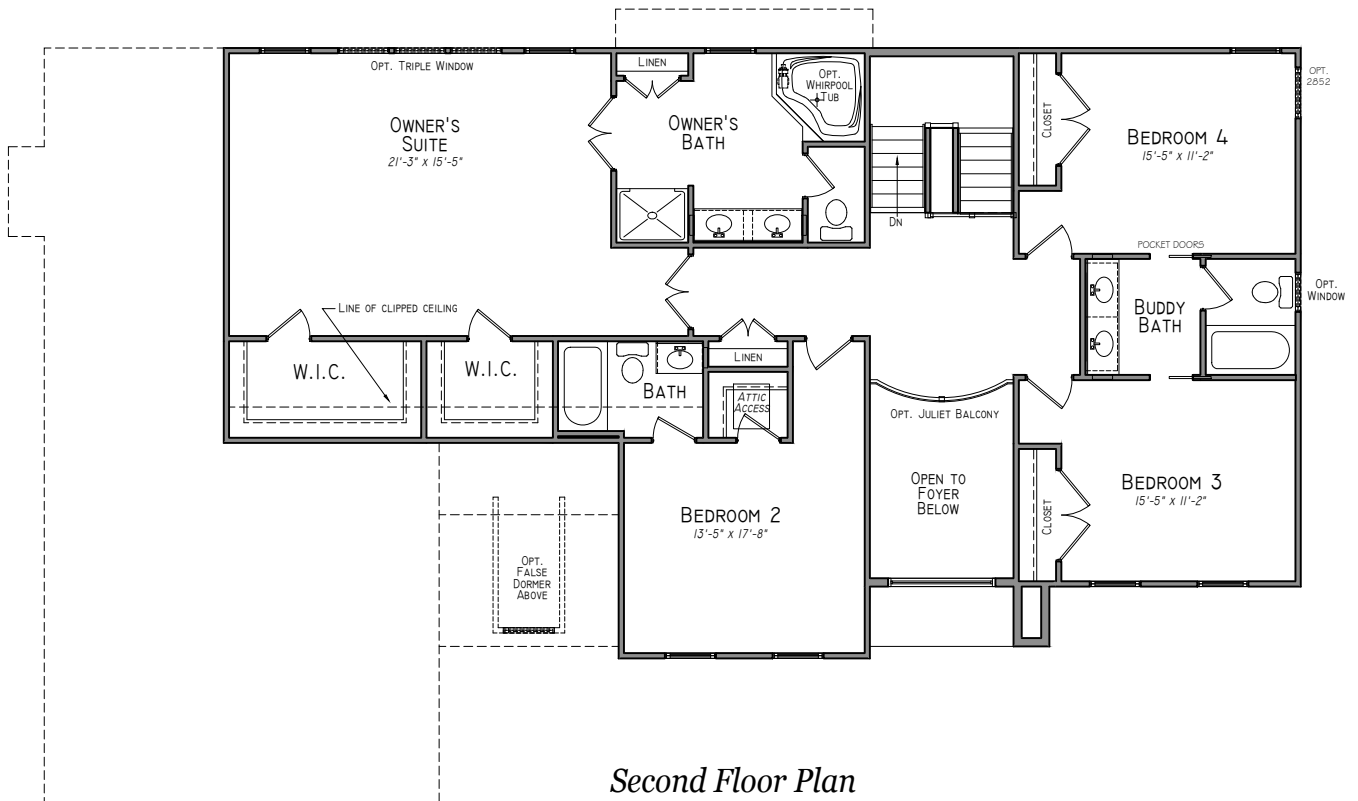 OPT. TRIPLE WINDOW
LINEN
OPT.
WHIRPOOL
TUB
OPT.
2852
OWNER'S
SUITE
21'-3" X 15'-5"
OWNER'S
BATH
CLOSET
BEDROOM 4
15'-5" X 11'-2"
DN
POCKET DOORS
LINE OF CLIPPED CEILING
BUDDY
BATH
OPT.
WINDOW
W.I.C.
W.I.C.
BATH
LINEN
ATTIC
ACCESS
OPT. JULIET BALCONY
OPEN TO
FOYER
BELOW
BEDROOM 2
13'-5" X 17'-8"
CLOSET
BEDROOM 3
15'-5" X 11'-2"
OPT.
FALSE
DORMER
ABOVE
Second Floor Plan